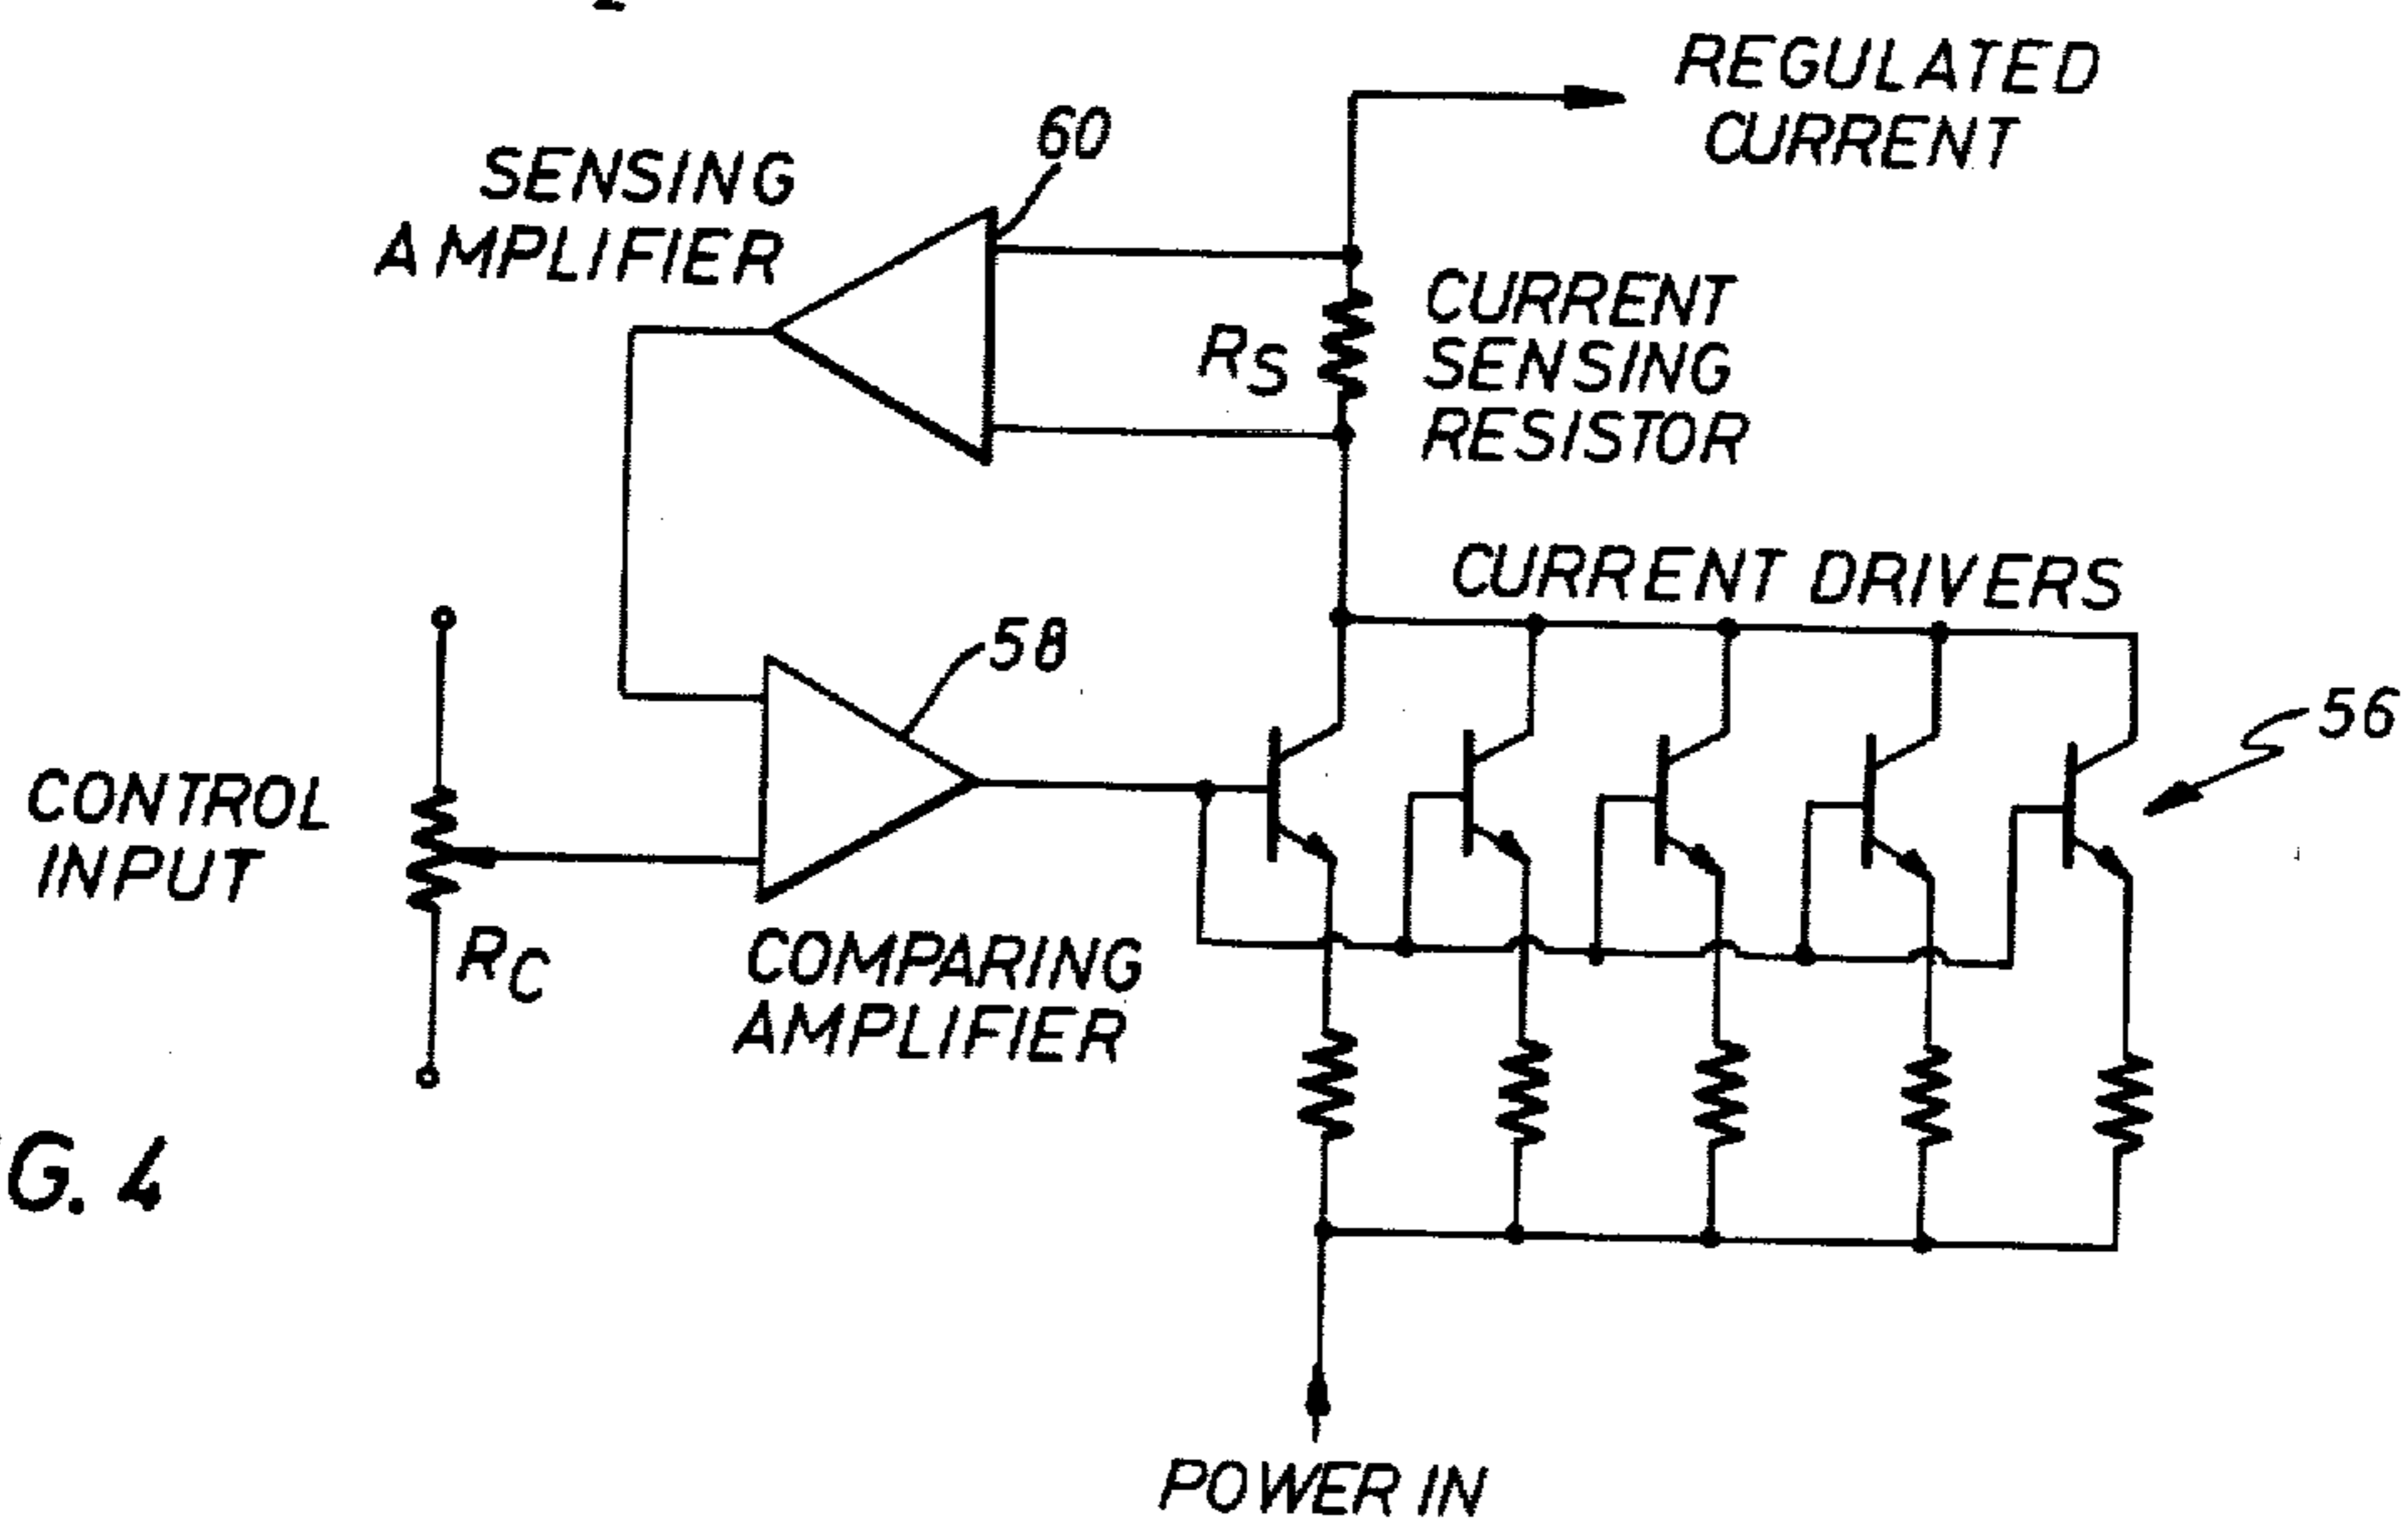 REGULATED
CURRENT
60
SENSING
AMPLIFIER
CURRENT
SENSING
RESISTOR
RS
CURRENT DRIVERS
58
56
CONTROL
INPUT
RC
COMPARING
AMPLIFIER
G. 4
POWER IN